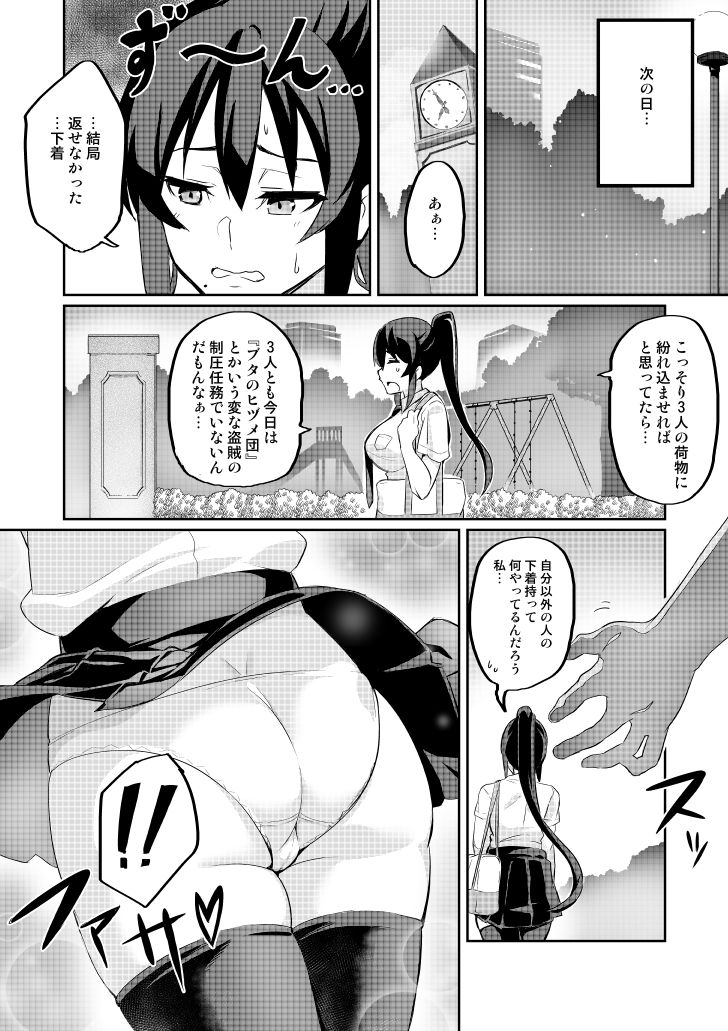 次の日…
あぁ…
ず～ん…
…結局
返せなかった
…下着
こっそり3人の荷物に
紛れ込ませれば
と思ってたら…
3人とも今日は
『ブタのヒヅメ団』
とかいう変な盗賊の
制圧任務でいないん
だもんなぁ…
自分以外の人の
下着持って
何やってるんだろう
私…
スッ
!!
ファサ♡